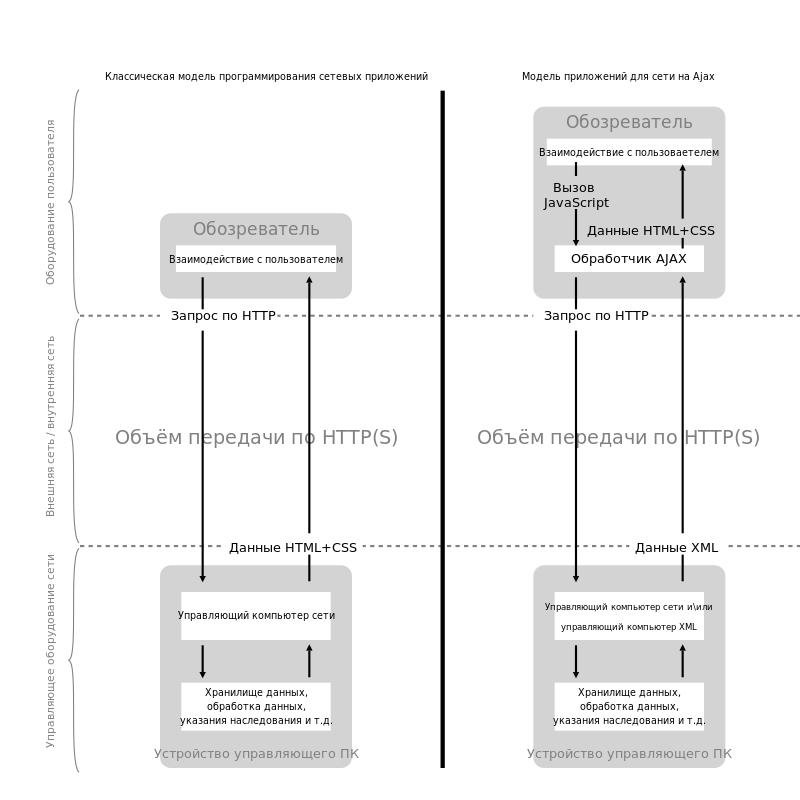 Классическая модель программирования сетевых приложений
Модель приложений для сети на Ajax
Оборудование пользователя
Обозреватель
Взаимодействие с пользователем
Обозреватель
Взаимодействие с пользоваетелем
Вызов
JavaScript
Данные HTML+CSS
Обработчик AJAX
Запрос по HTTP
Запрос по HTTP
Внешняя сеть / внутренняя сеть
Объём передачи по HTTP(S)
Объём передачи по HTTP(S)
Данные HTML+CSS
Данные XML
Управляющее оборудование сети
Управляющий компьютер сети
Хранилище данных,
обработка данных,
указания наследования и т.д.
Устройство управляющего ПК
Управляющий компьютер сети и\или
управляющий компьютер XML
Хранилище данных,
обработка данных,
указания наследования и т.д.
Устройство управляющего ПК